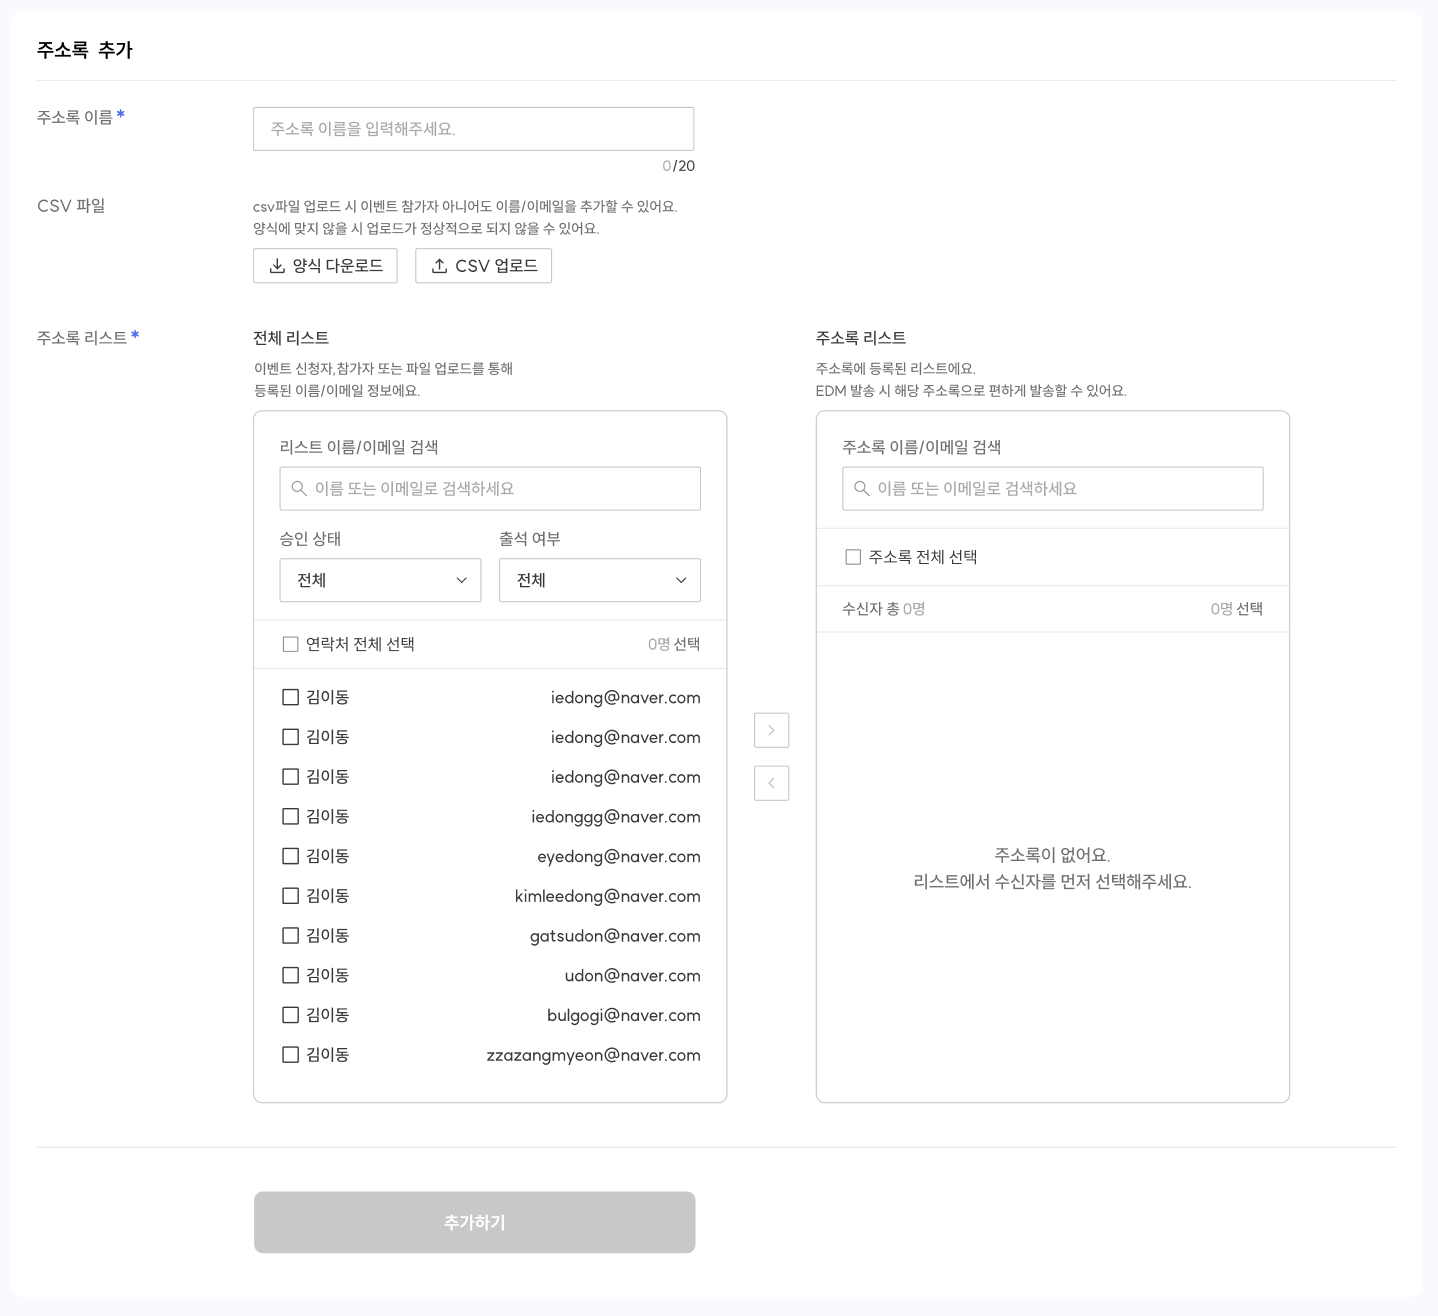 주소록 추가
주소록 이름 *
주소록 이름을 입력해주세요.
0/20
CSV 파일
csv파일 업로드 시 이벤트 참가자 아니어도 이름/이메일을 추가할 수 있어요.
양식에 맞지 않을 시 업로드가 정상적으로 되지 않을 수 있어요.
양식 다운로드
CSV 업로드
주소록 리스트 *
전체 리스트
이벤트 신청자,참가자 또는 파일 업로드를 통해
등록된 이름/이메일 정보에요.
리스트 이름/이메일 검색
이름 또는 이메일로 검색하세요
승인 상태
출석 여부
전체
전체
연락처 전체 선택
0명 선택
김이동 iedong@naver.com
김이동 iedong@naver.com
김이동 iedong@naver.com
김이동 iedonggg@naver.com
김이동 eyedong@naver.com
김이동 kimleedong@naver.com
김이동 gatsudon@naver.com
김이동 udon@naver.com
김이동 bulgogi@naver.com
김이동 zzazangmyeon@naver.com
주소록 리스트
주소록에 등록된 리스트에요.
EDM 발송 시 해당 주소록으로 편하게 발송할 수 있어요.
주소록 이름/이메일 검색
이름 또는 이메일로 검색하세요
주소록 전체 선택
수신자 총 0명
0명 선택
주소록이 없어요.
리스트에서 수신자를 먼저 선택해주세요.
추가하기